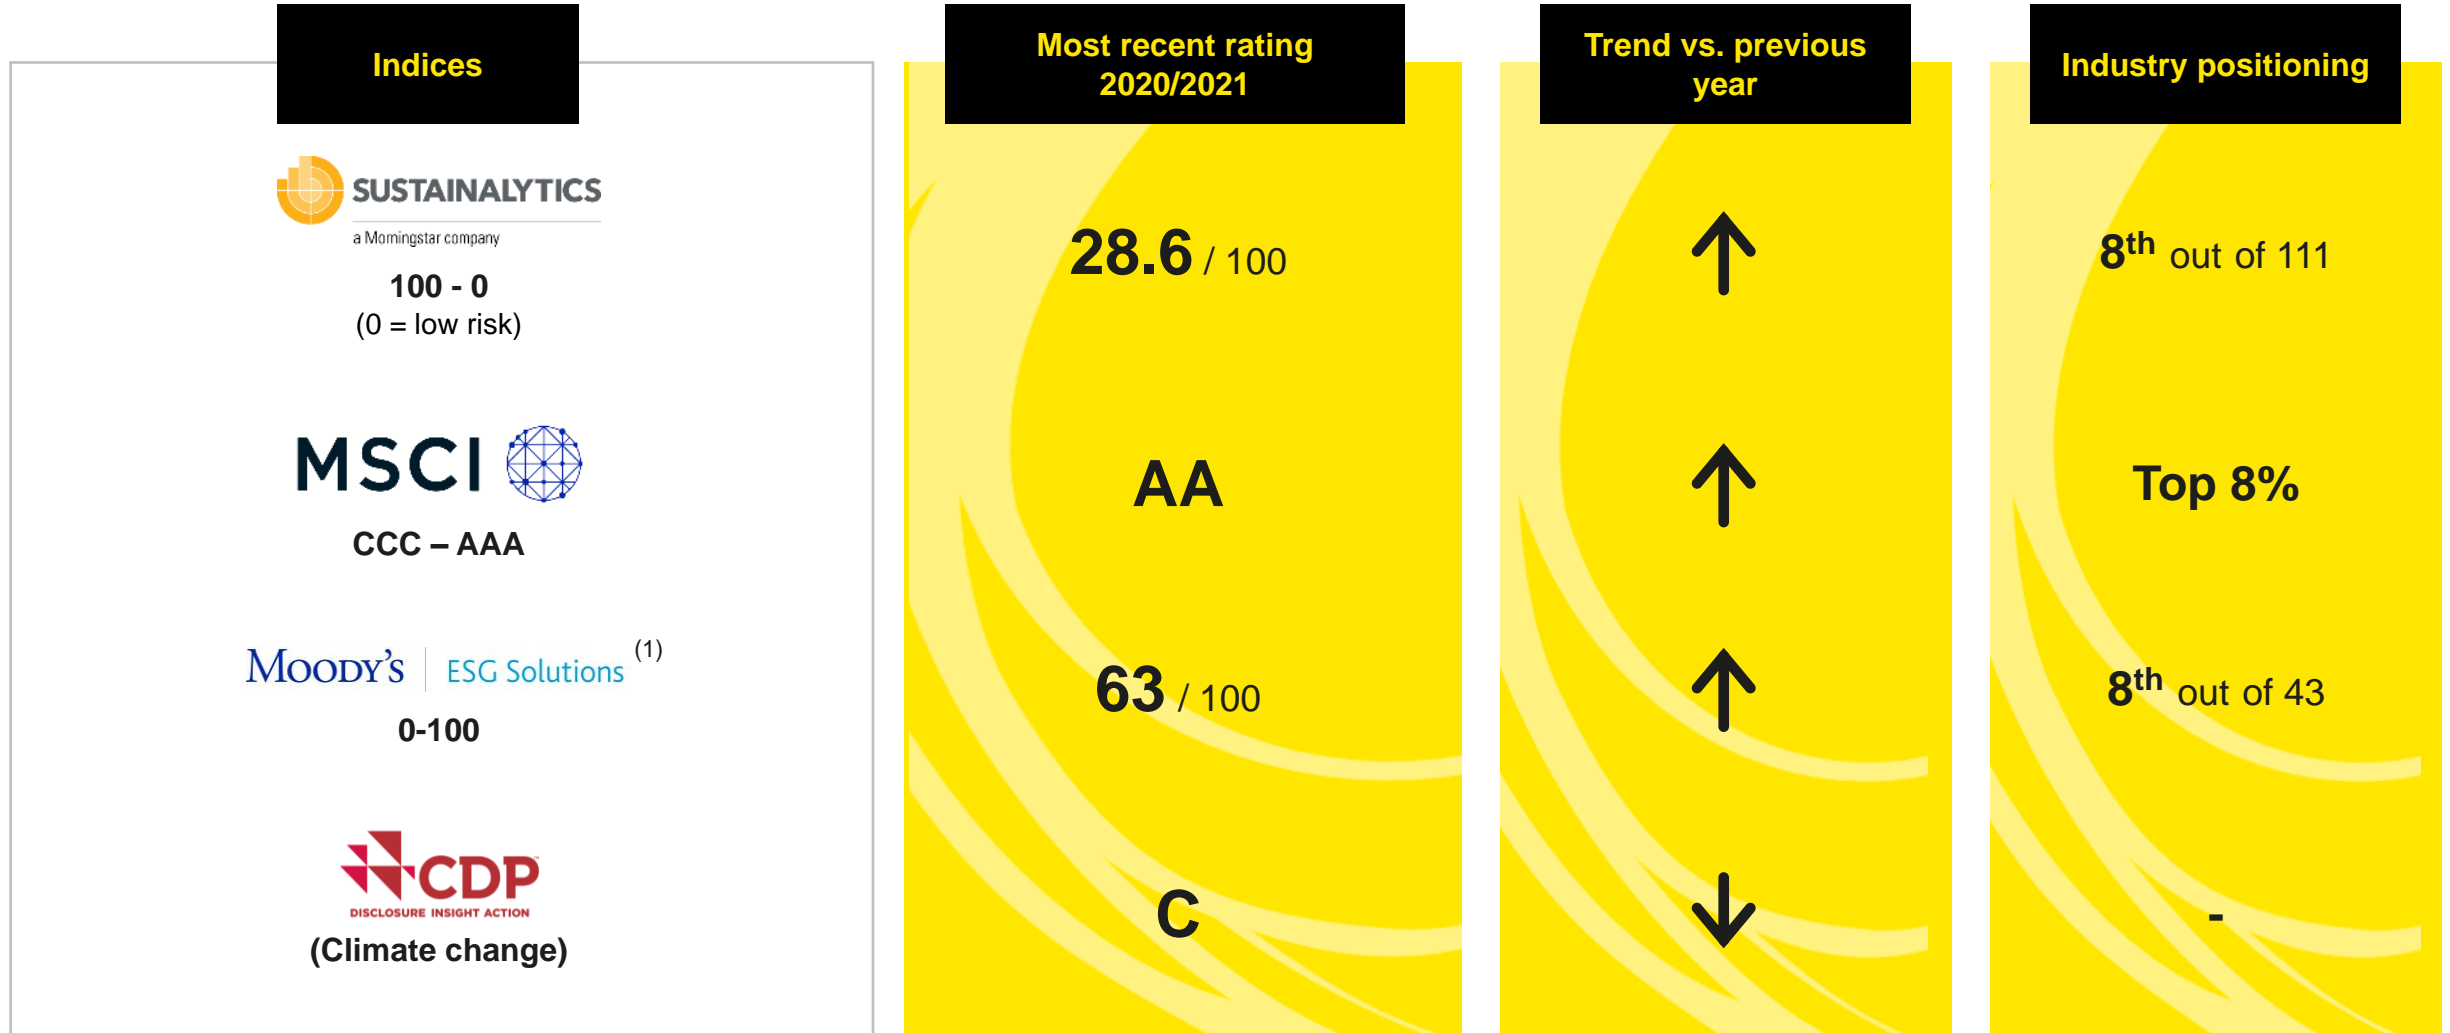 Indices
Most recent rating
2020/2021
Trend vs. previous
year
Industry positioning
SUSTAINALYTICS
a Morningstar company
100 - 0
(0 = low risk)
28.6 / 100
8th out of 111
MSCI
CCC – AAA
AA
Top 8%
MOODY'S | ESG Solutions (1)
0-100
63 / 100
8th out of 43
CDP
DISCLOSURE INSIGHT ACTION
(Climate change)
C
-